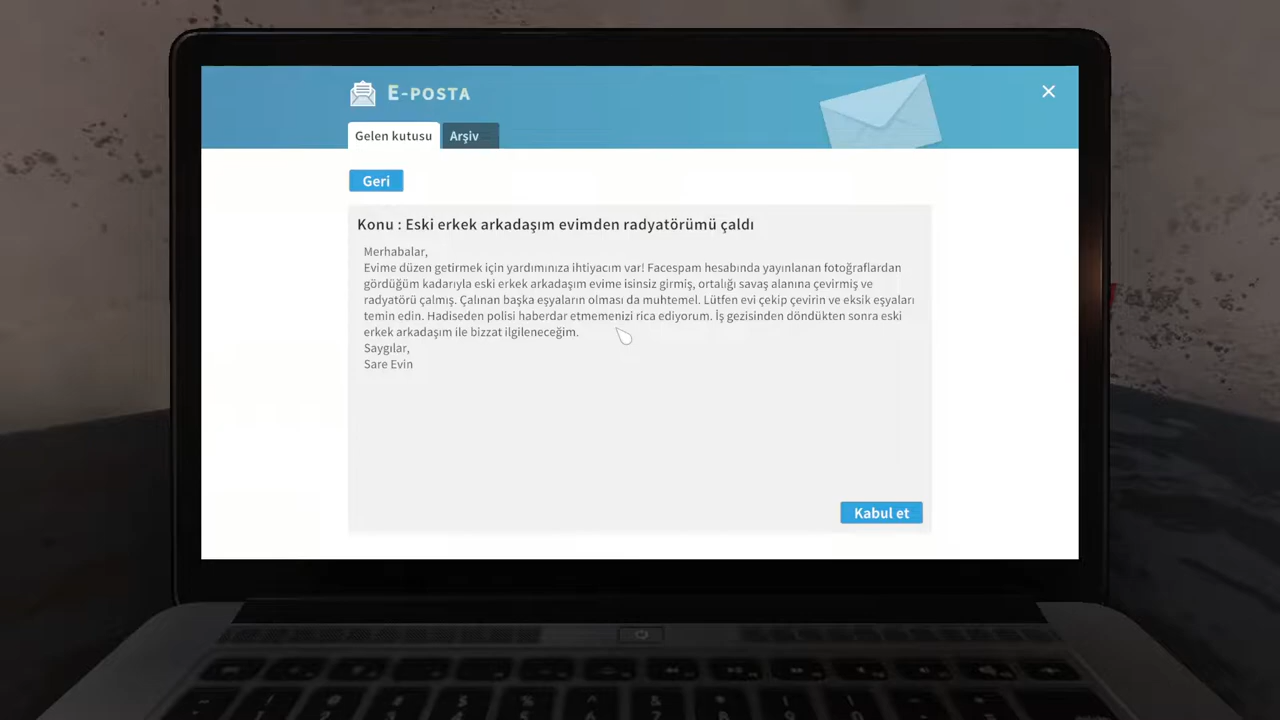 E-POSTA
Gelen kutusu
Arşiv
Geri
Konu : Eski erkek arkadaşım evimden radyatörümü çaldı
Merhabalar,
Evime düzen getirmek için yardımınıza ihtiyacım var! Facespam hesabında yayınlanan fotoğraflardan
gördüğüm kadarıyla eski erkek arkadaşım evime isinsiz girmiş, ortalığı savaş alanına çevirmiş ve
radyatörü çalmış. Çalınan başka eşyaların olması da muhtemel. Lütfen evi çekip çevirin ve eksik eşyaları
temin edin. Hadiseden polisi haberdar etmemenizi rica ediyorum. İş gezisinden döndükten sonra eski
erkek arkadaşım ile bizzat ilgileneceğim.
Saygılar,
Sare Evin
Kabul et